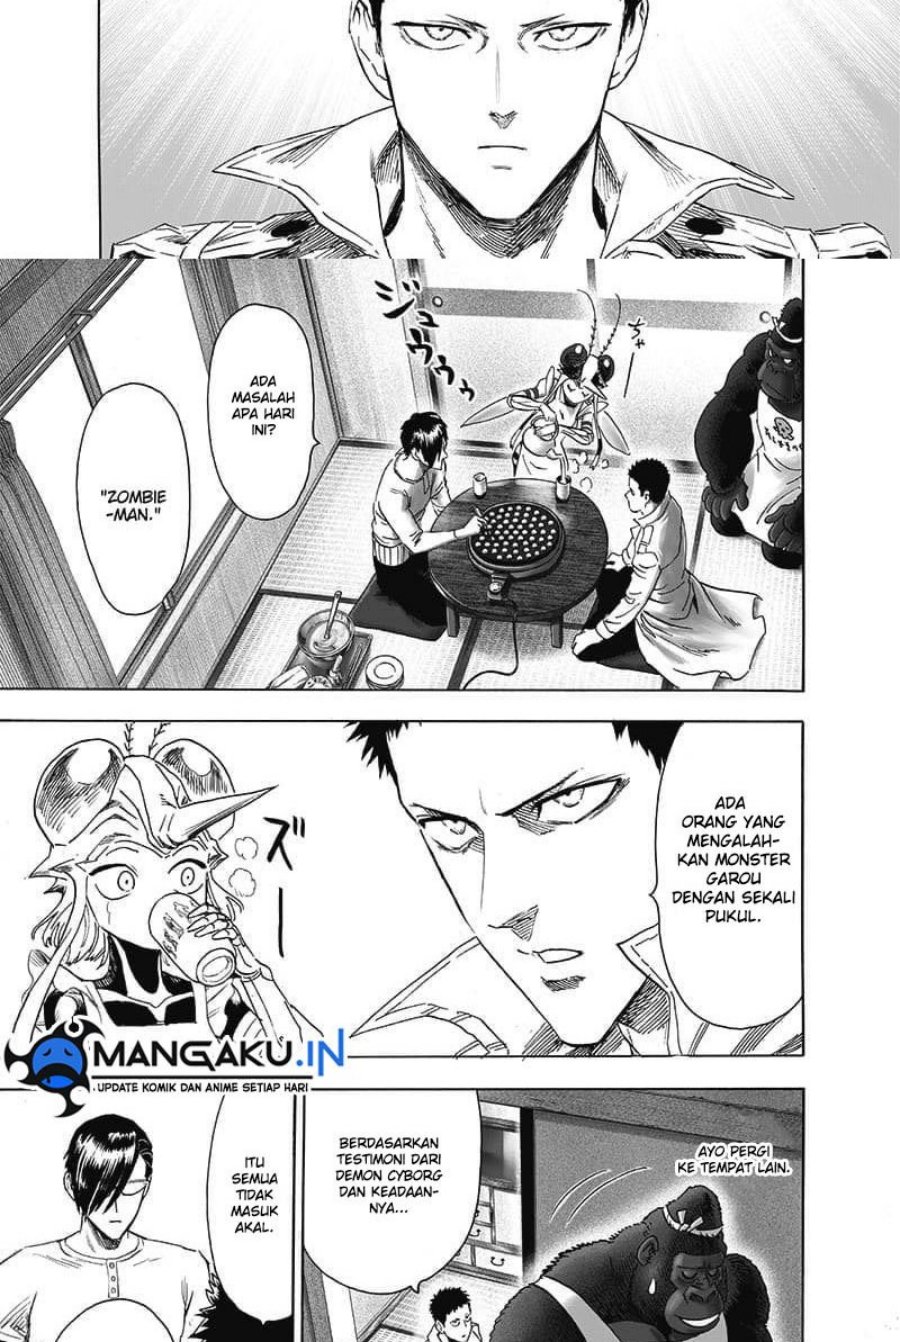 ジュウゥゥ
ちゃ
ADA
MASALAH
APA HARI
INI?
"ZOMBIE
-MAN."
ADA
ORANG YANG
MENGALAH-
KAN MONSTER
GAROU
DENGAN SEKALI
PUKUL.
ズー
MANGAKU.IN
UPDATE KOMIK DAN ANIME SETIAP HARI
AYO PERGI
KE TEMPAT LAIN.
BERDASARKAN
TESTIMONI DARI
DEMON CYBORG
DAN KEADAAN-
NYA...
ITU
SEMUA
TIDAK
MASUK
AKAL.